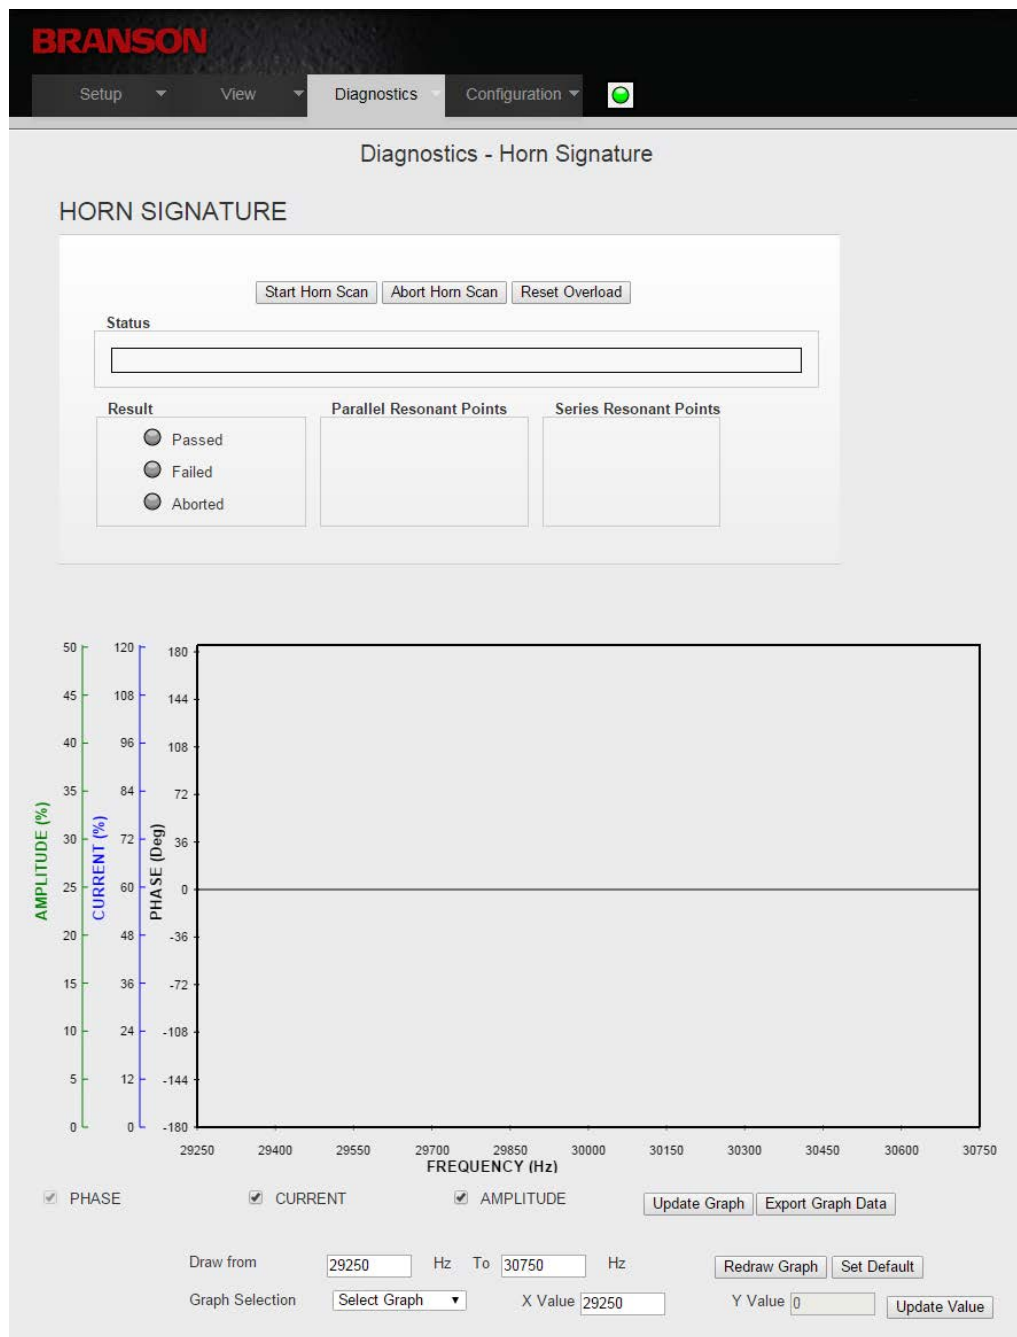 BRANSON
Setup View Diagnostics Configuration
Diagnostics - Horn Signature
HORN SIGNATURE
Start Horn Scan Abort Horn Scan Reset Overload
Status
Result Parallel Resonant Points Series Resonant Points
Passed
Failed
Aborted
50 120 180
45 108 144
40 96 108
35 84 72
30 72 36
25 60 0
20 48 -36
15 36 -72
10 24 -108
5 12 -144
0 0 -180
AMPLITUDE (%)
CURRENT (%)
PHASE (Deg)
29250 29400 29550 29700 29850 30000 30150 30300 30450 30600 30750
FREQUENCY (Hz)
PHASE CURRENT AMPLITUDE Update Graph Export Graph Data
Draw from 29250 Hz To 30750 Hz Redraw Graph Set Default
Graph Selection Select Graph X Value 29250 Y Value 0 Update Value